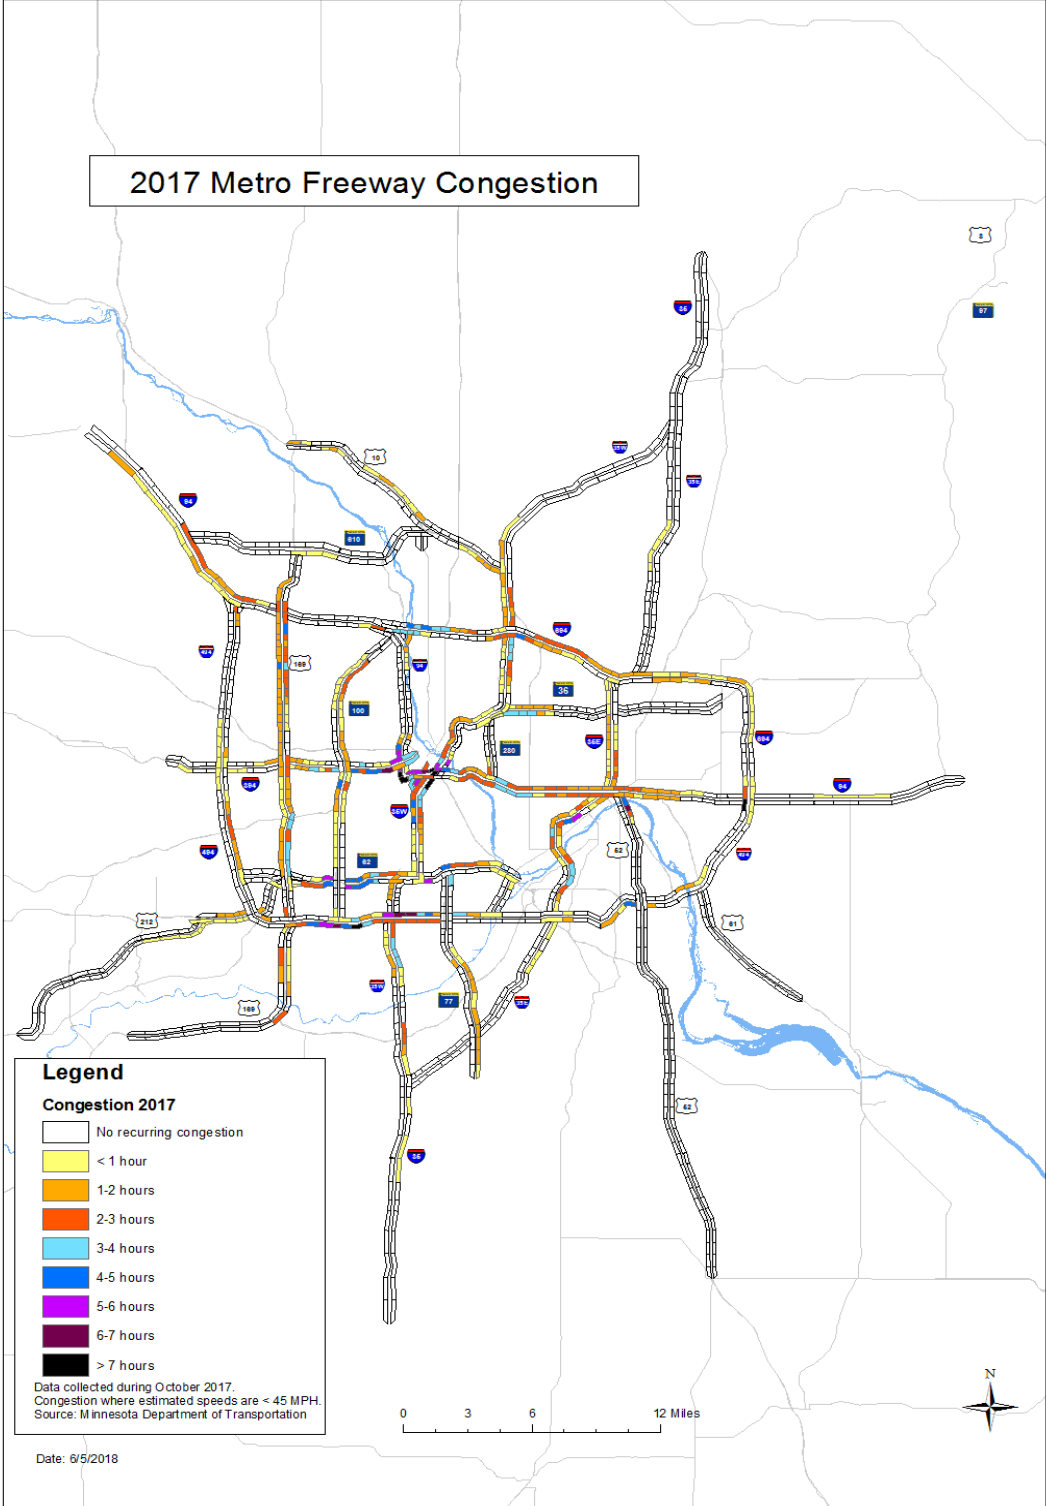 2017 Metro Freeway Congestion
8
97
35
35W
10
35E
94
610
694
494
169
94
36
100
280
35E
694
394
94
35W
62
52
494
494
212
61
35W
77
35E
169
52
35
Legend
Congestion 2017
No recurring congestion
< 1 hour
1-2 hours
2-3 hours
3-4 hours
4-5 hours
5-6 hours
6-7 hours
> 7 hours
Data collected during October 2017.
Congestion where estimated speeds are < 45 MPH.
Source: Minnesota Department of Transportation
Date: 6/5/2018
0 3 6 12 Miles
N